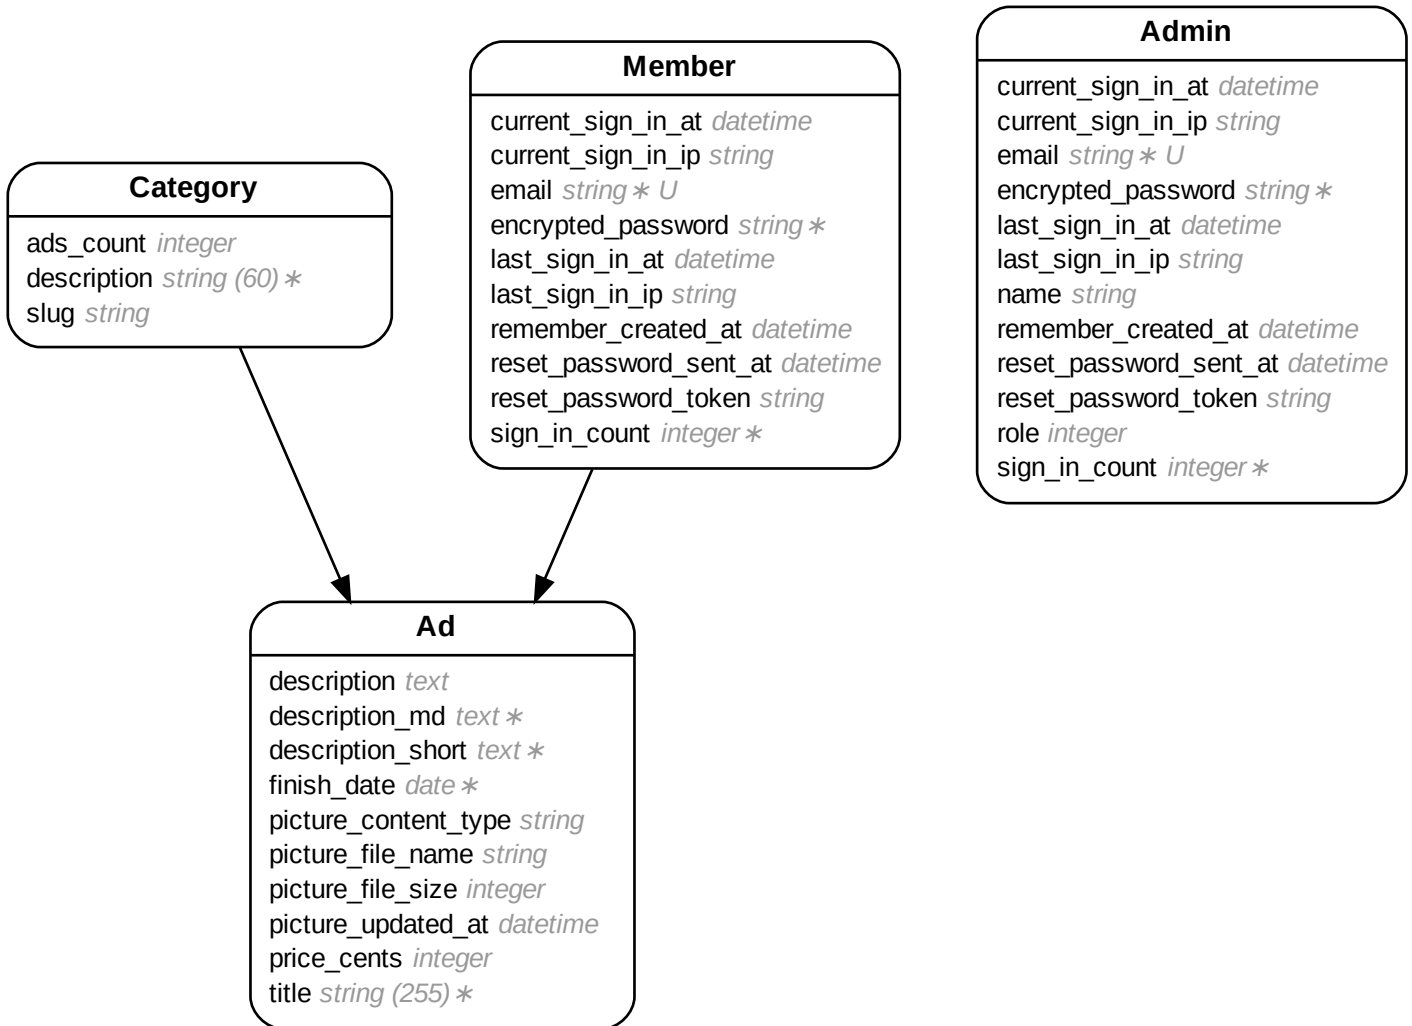 Category
ads_count integer
description string (60) ∗
slug string
Member
current_sign_in_at datetime
current_sign_in_ip string
email string ∗ U
encrypted_password string ∗
last_sign_in_at datetime
last_sign_in_ip string
remember_created_at datetime
reset_password_sent_at datetime
reset_password_token string
sign_in_count integer ∗
Admin
current_sign_in_at datetime
current_sign_in_ip string
email string ∗ U
encrypted_password string ∗
last_sign_in_at datetime
last_sign_in_ip string
name string
remember_created_at datetime
reset_password_sent_at datetime
reset_password_token string
role integer
sign_in_count integer ∗
Ad
description text
description_md text ∗
description_short text ∗
finish_date date ∗
picture_content_type string
picture_file_name string
picture_file_size integer
picture_updated_at datetime
price_cents integer
title string (255) ∗